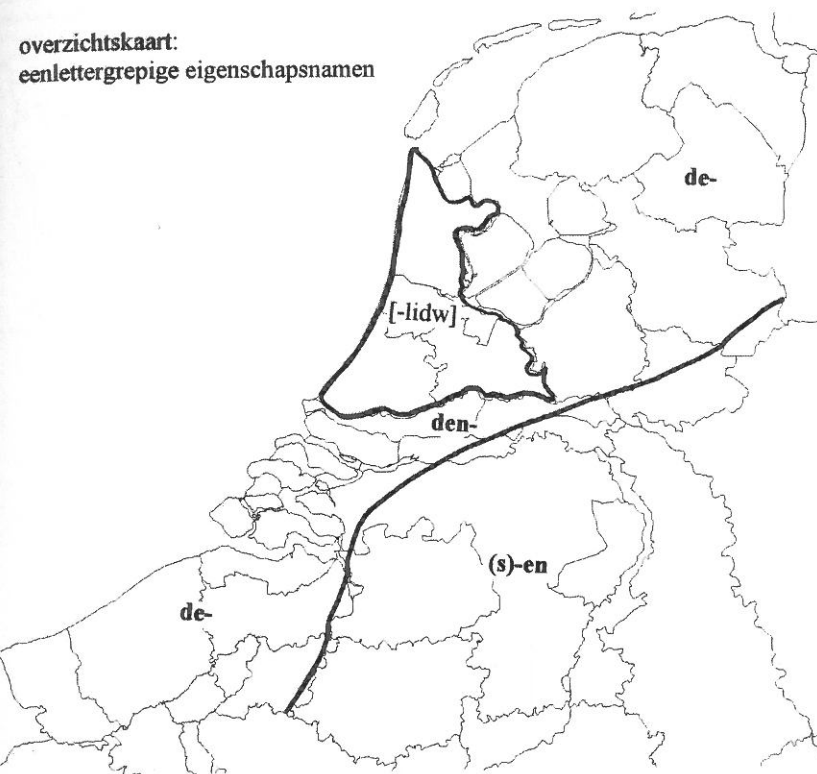 overzichtskaart:
eenlettergrepige eigenschapsnamen
de-
[-lidw]
den-
(s)-en
de-